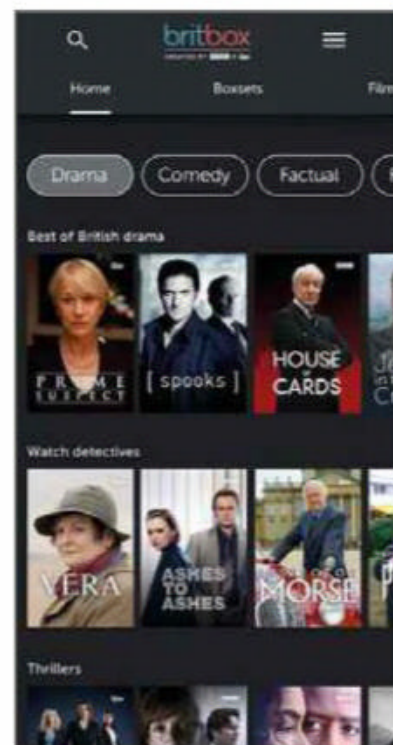 britbox
Home Boxsets Film
Drama Comedy Factual
Best of British drama
PRIME
SUSPECT
[ spooks ]
HOUSE
of
CARDS
Watch detectives
VERA
ASHES
TO
ASHES
MORSE
Thrillers